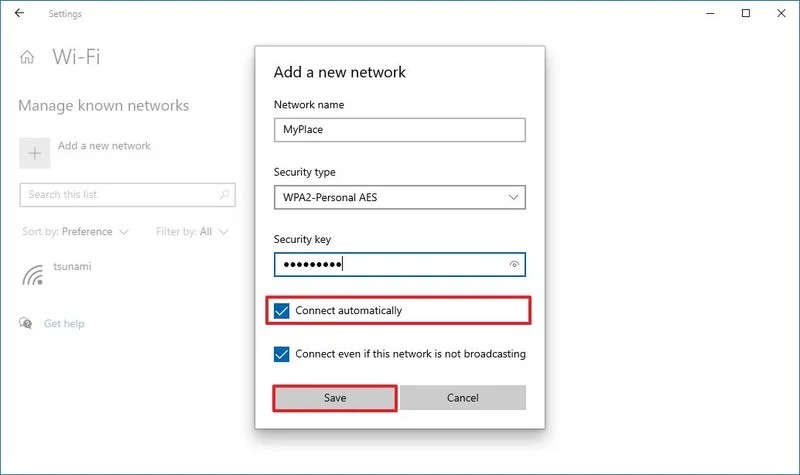 Settings
Wi-Fi
Manage known networks
Add a new network
Search this list
Sort by: Preference Filter by: All
tsunami
Get help
Add a new network
Network name
MyPlace
Security type
WPA2-Personal AES
Security key
●●●●●●●●●
Connect automatically
Connect even if this network is not broadcasting
Save Cancel